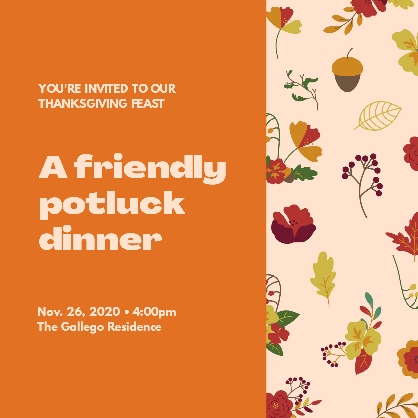 YOU'RE INVITED TO OUR
THANKSGIVING FEAST
A friendly
potluck
dinner
Nov. 26, 2020 • 4:00pm
The Gallego Residence